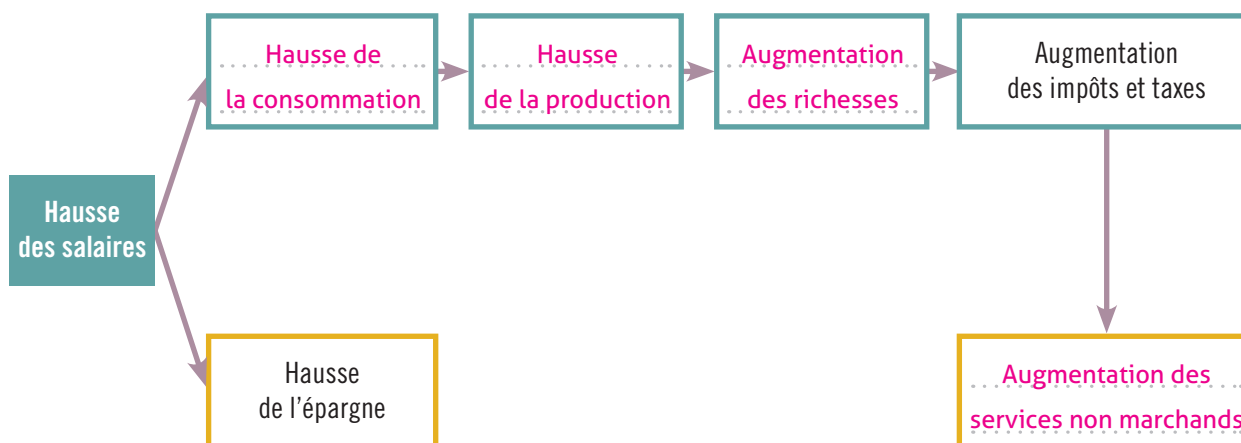 Hausse de
la consommation
Hausse
de la production
Augmentation
des richesses
Augmentation
des impôts et taxes
Hausse
des salaires
Hausse
de l’épargne
Augmentation des
services non marchands